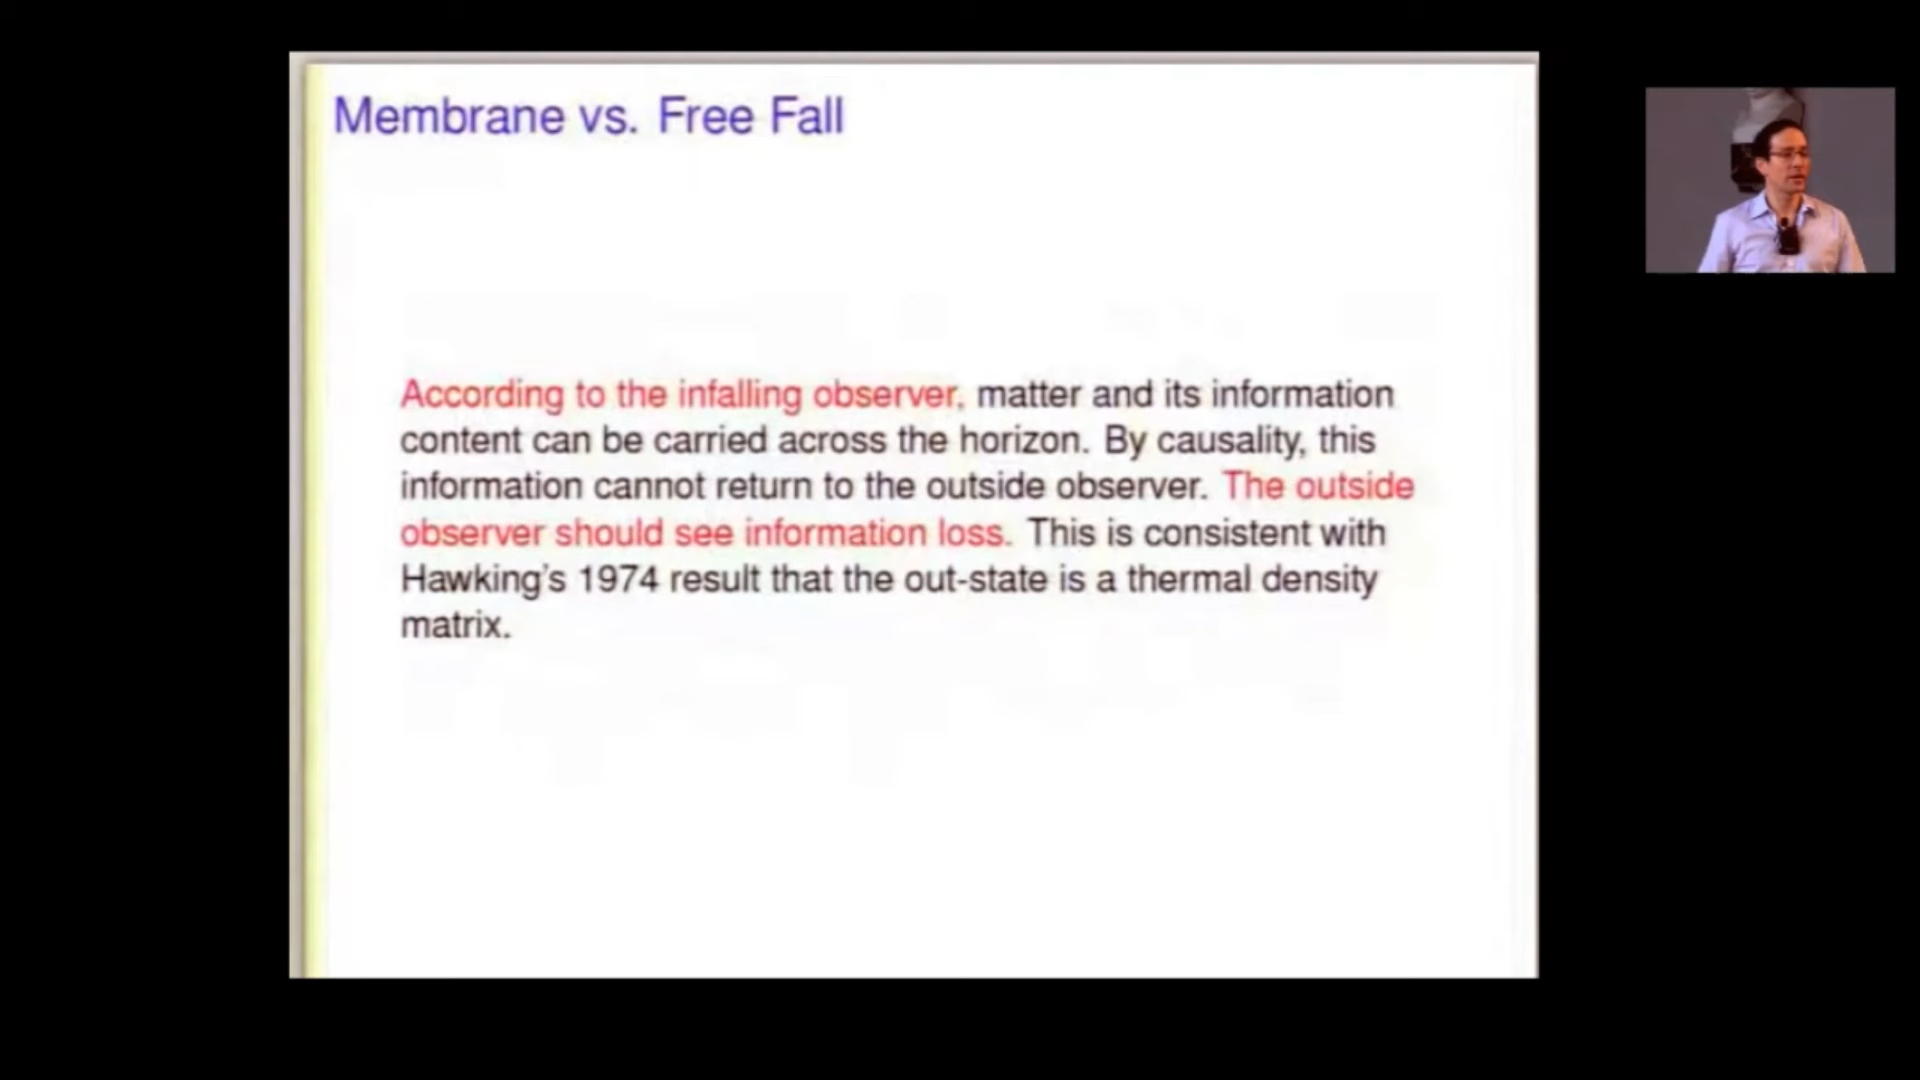 Membrane vs. Free Fall
According to the infalling observer, matter and its information
content can be carried across the horizon. By causality, this
information cannot return to the outside observer. The outside
observer should see information loss. This is consistent with
Hawking's 1974 result that the out-state is a thermal density
matrix.